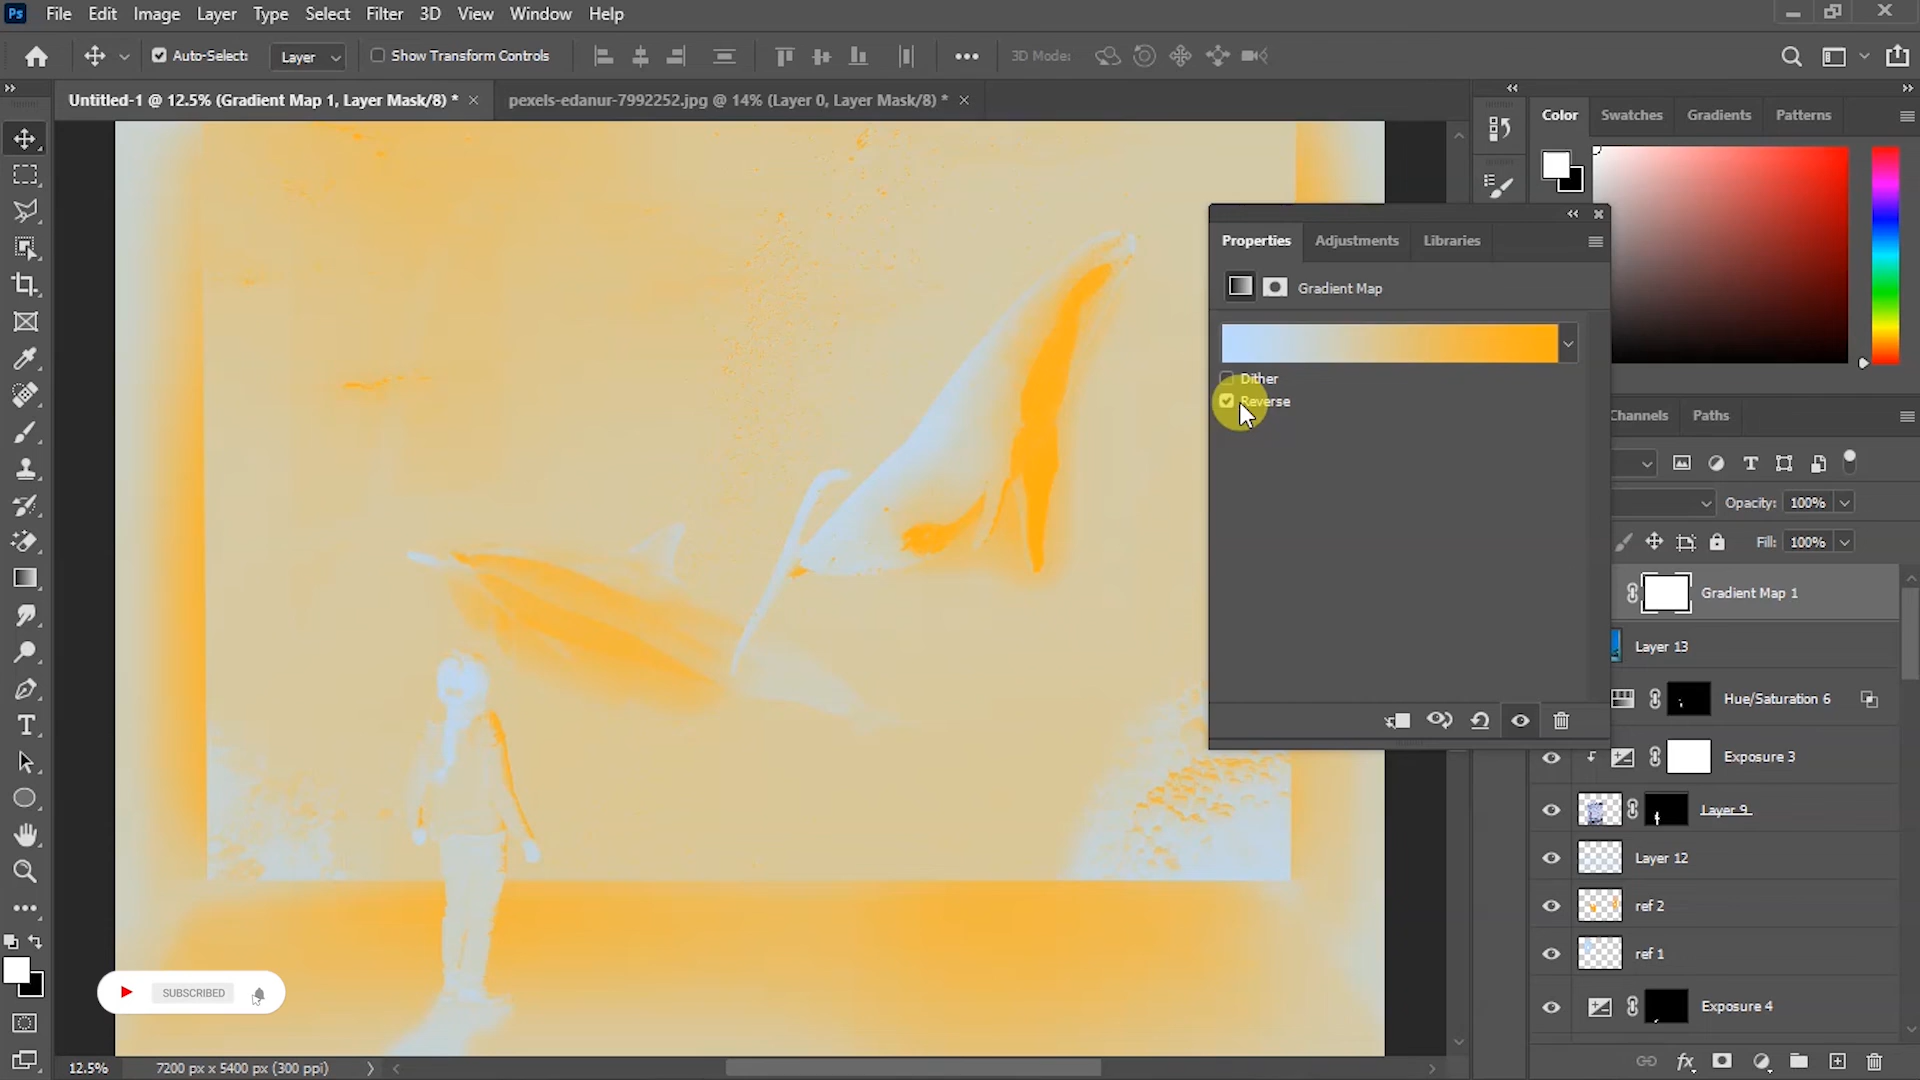 Ps File Edit Image Layer Type Select Filter 3D View Window Help
Auto-Select: Layer Show Transform Controls 3D Mode:
Untitled-1 @ 12.5% (Gradient Map 1, Layer Mask/8) * pexels-edanur-7992252.jpg @ 14% (Layer 0, Layer Mask/8) *
Color Swatches Gradients Patterns
Properties Adjustments Libraries
Gradient Map
Dither
Reverse
Channels Paths
Opacity: 100%
Fill: 100%
Gradient Map 1
Layer 13
Hue/Saturation 6
Exposure 3
Layer 9
Layer 12
ref 2
ref 1
Exposure 4
SUBSCRIBED
12.5% 7200 px x 5400 px (300 ppi)